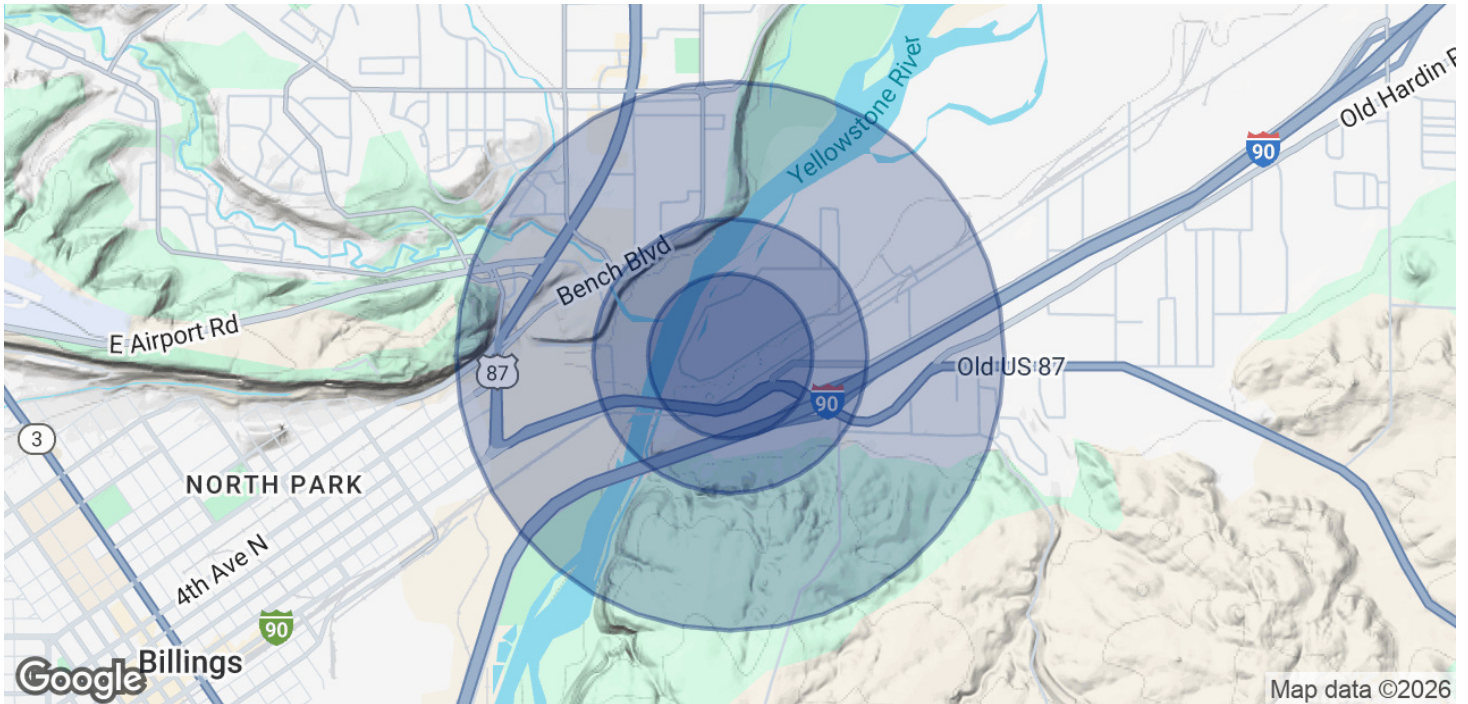 Yellowstone River
Old Hardin R
90
Bench Blvd
E Airport Rd
87
Old US 87
90
3
NORTH PARK
4th Ave N
90
Billings
Google
Map data ©2026